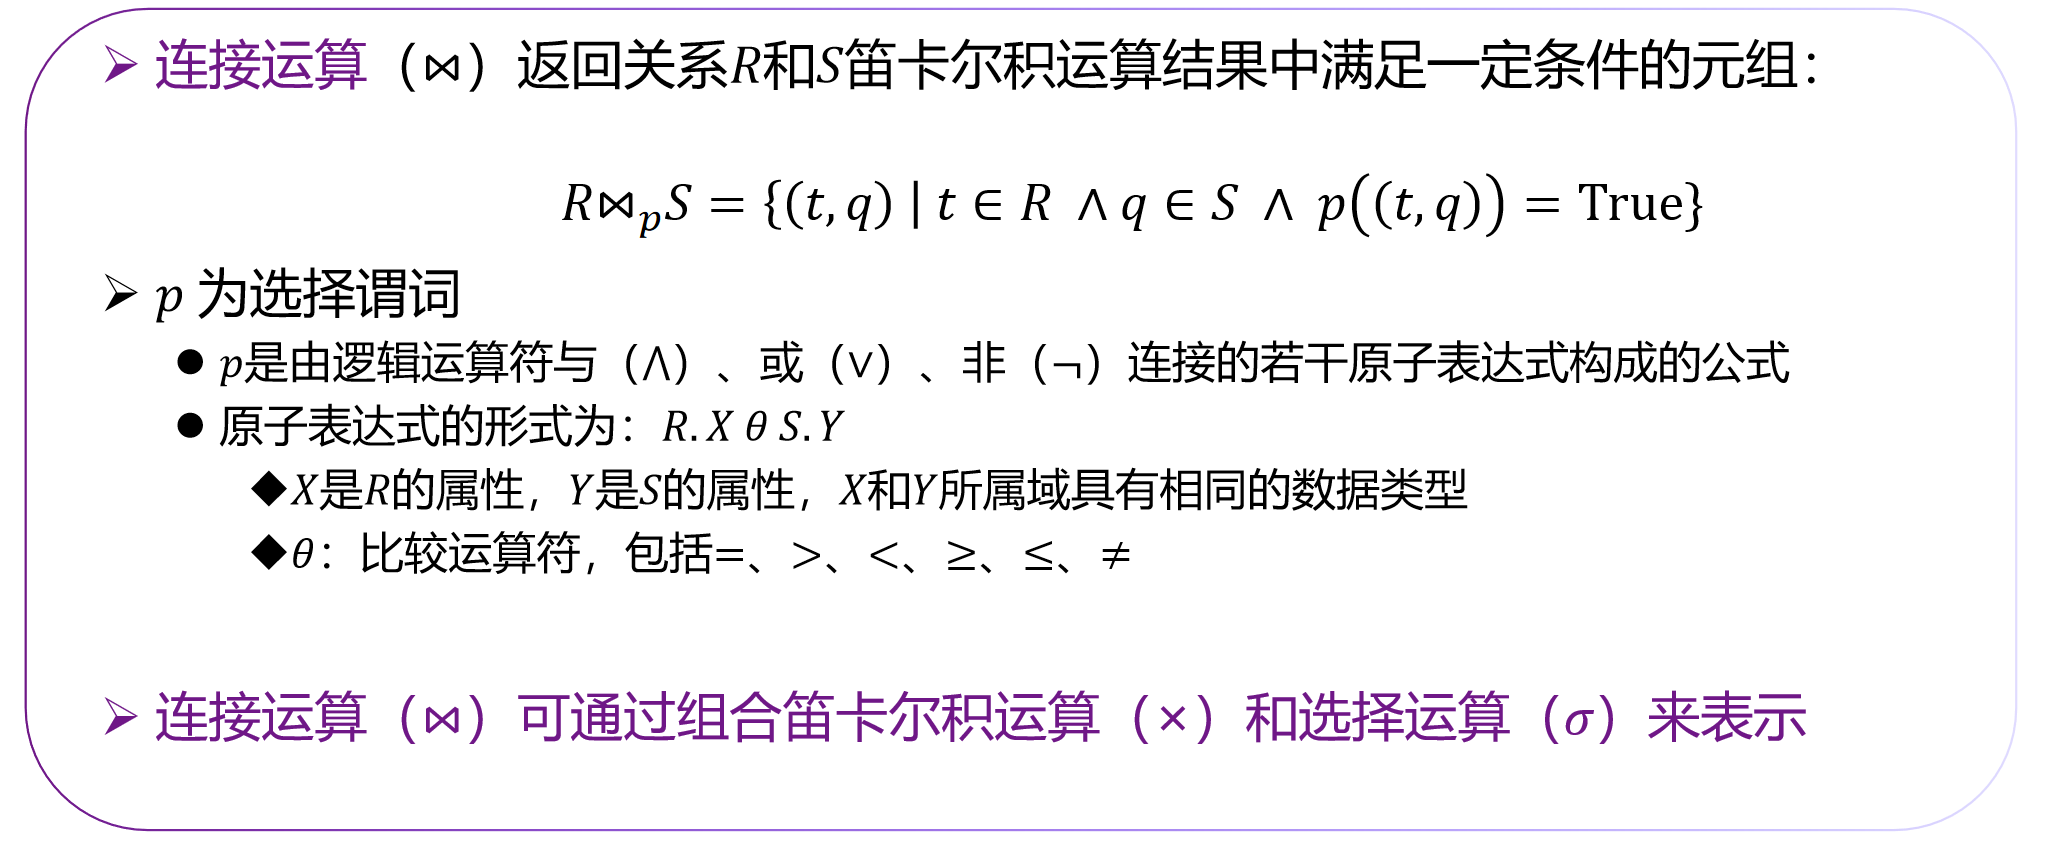 ➢ 连接运算（⋈）返回关系R和S笛卡尔积运算结果中满足一定条件的元组：
R⋈ₚS = {(t, q) | t ∈ R ∧ q ∈ S ∧ p((t, q)) = True}
➢ p 为选择谓词
● p是由逻辑运算符与（∧）、或（∨）、非（¬）连接的若干原子表达式构成的公式
● 原子表达式的形式为：R.X θ S.Y
◆X是R的属性，Y是S的属性，X和Y所属域具有相同的数据类型
◆θ：比较运算符，包括=、>、<、≥、≤、≠
➢ 连接运算（⋈）可通过组合笛卡尔积运算（×）和选择运算（σ）来表示